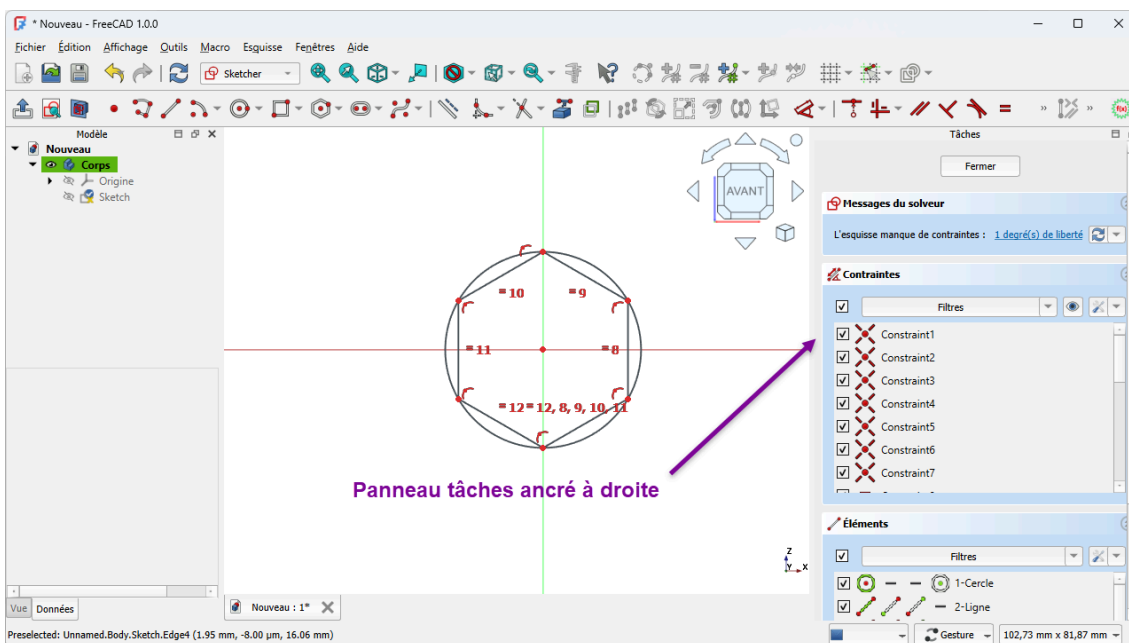 * Nouveau - FreeCAD 1.0.0
Fichier Édition Affichage Outils Macro Esquisse Fenêtres Aide
Sketcher
f(x)
Modèle
Nouveau
Corps
Origine
Sketch
AVANT
Tâches
Fermer
Messages du solveur
L'esquisse manque de contraintes : 1 degré(s) de liberté
Contraintes
Filtres
Constraint1
Constraint2
Constraint3
Constraint4
Constraint5
Constraint6
Constraint7
= 10 = 9
= 11 = 8
= 12 = 12, 8, 9, 10, 11
Panneau tâches ancré à droite
Éléments
Filtres
1-Cercle
2-Ligne
Z
Y X
Vue Données
Nouveau : 1*
Preselected: Unnamed.Body.Sketch.Edge4 (1.95 mm, -8.00 µm, 16.06 mm)
Gesture
102,73 mm x 81,87 mm